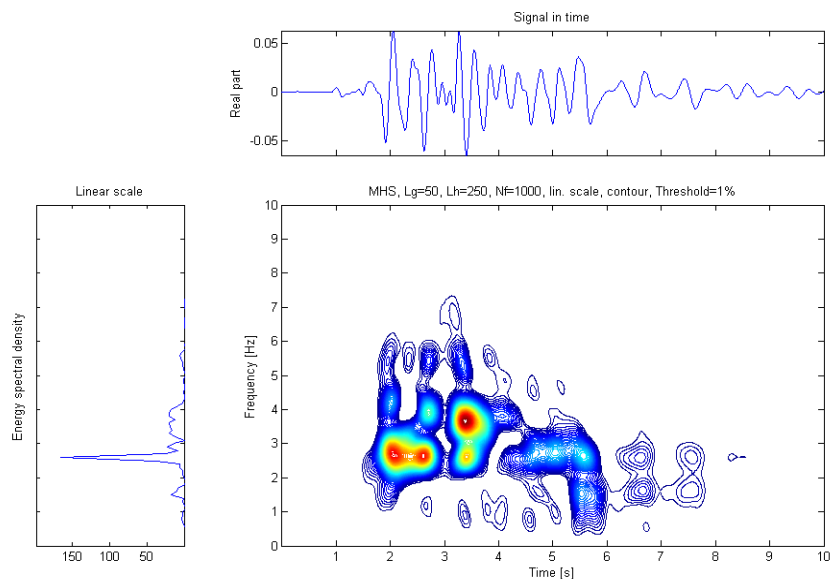 Signal in time
0.05
0
-0.05
Real part
Linear scale
Energy spectral density
150 100 50
MHS, Lg=50, Lh=250, Nf=1000, lin. scale, contour, Threshold=1%
10
9
8
7
6
5
4
3
2
1
0
Frequency [Hz]
1 2 3 4 5 6 7 8 9 10
Time [s]